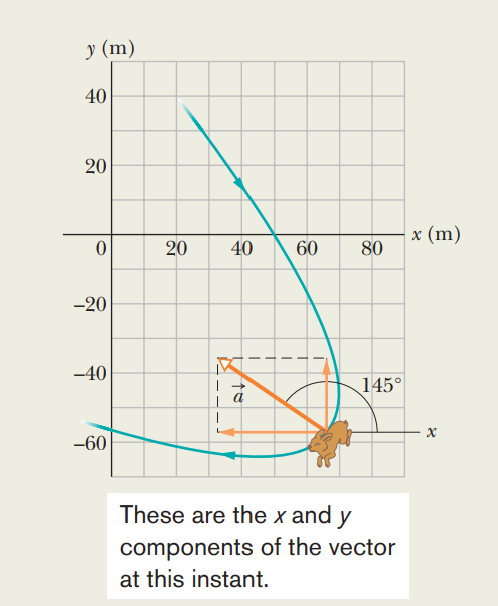 y (m)
40
20
0 20 40 60 80 x (m)
–20
–40
a⃗ 145°
x
–60
These are the x and y
components of the vector
at this instant.